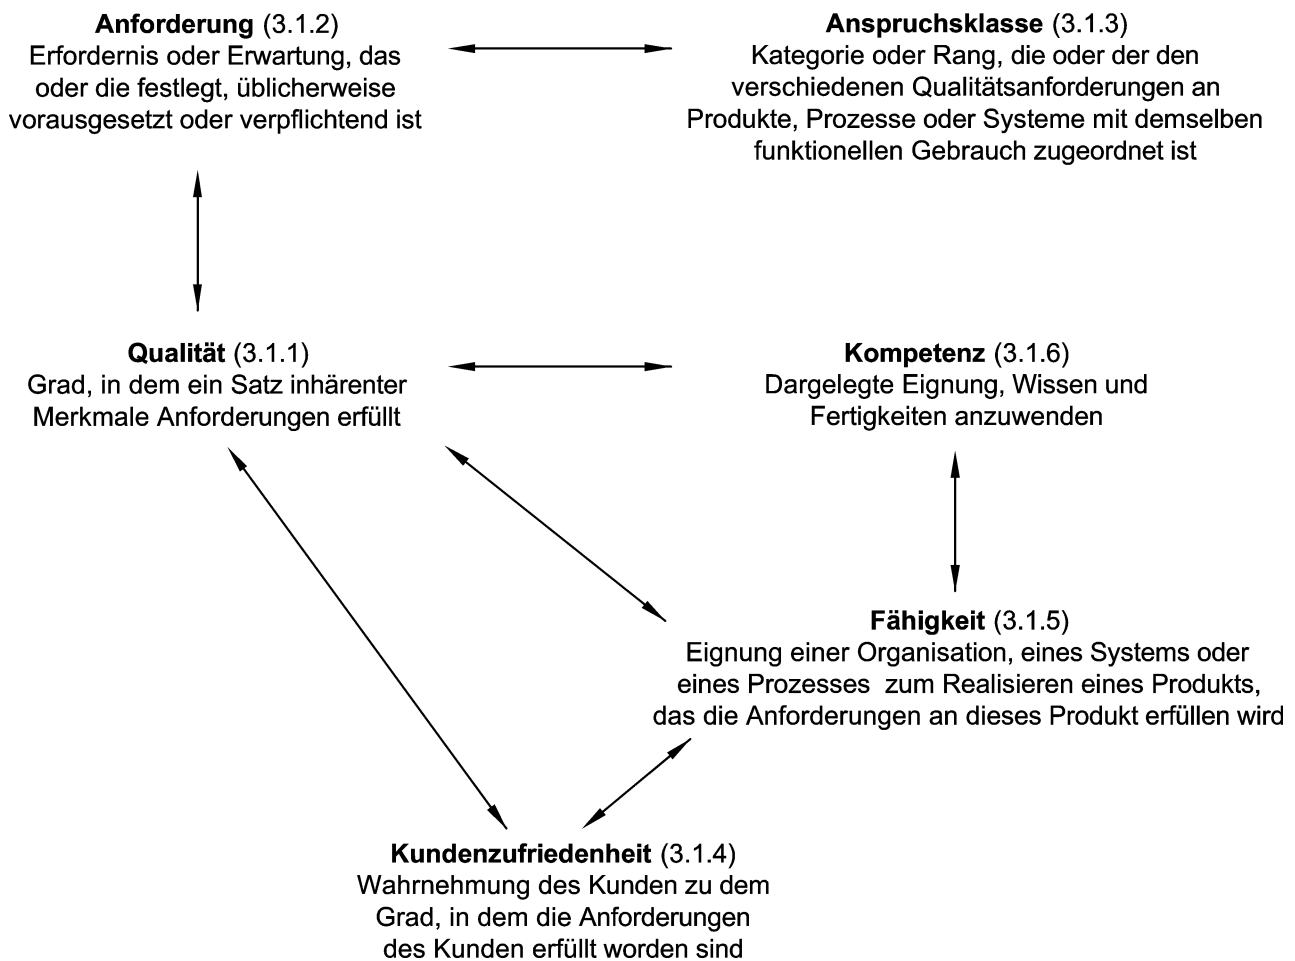 Anforderung (3.1.2)
Erfordernis oder Erwartung, das
oder die festlegt, üblicherweise
vorausgesetzt oder verpflichtend ist
Anspruchsklasse (3.1.3)
Kategorie oder Rang, die oder der den
verschiedenen Qualitätsanforderungen an
Produkte, Prozesse oder Systeme mit demselben
funktionellen Gebrauch zugeordnet ist
Qualität (3.1.1)
Grad, in dem ein Satz inhärenter
Merkmale Anforderungen erfüllt
Kompetenz (3.1.6)
Dargelegte Eignung, Wissen und
Fertigkeiten anzuwenden
Fähigkeit (3.1.5)
Eignung einer Organisation, eines Systems oder
eines Prozesses zum Realisieren eines Produkts,
das die Anforderungen an dieses Produkt erfüllen wird
Kundenzufriedenheit (3.1.4)
Wahrnehmung des Kunden zu dem
Grad, in dem die Anforderungen
des Kunden erfüllt worden sind